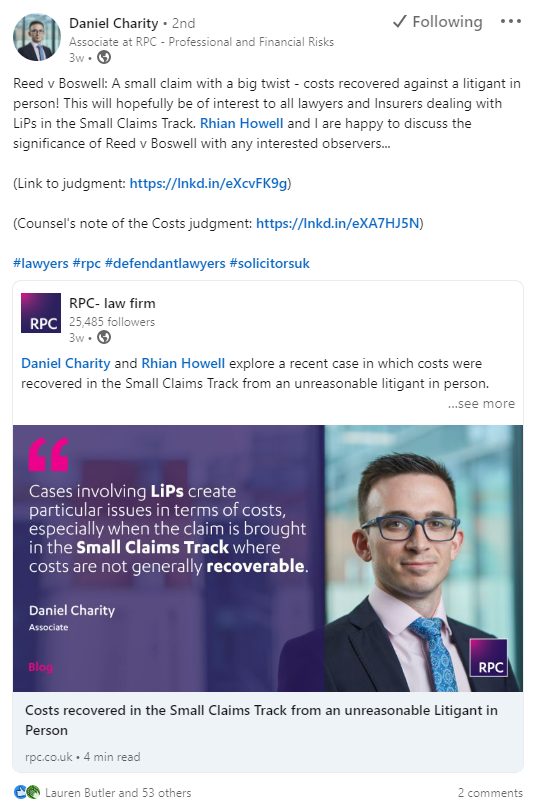 Daniel Charity • 2nd
Following
Associate at RPC - Professional and Financial Risks
3w •
Reed v Boswell: A small claim with a big twist - costs recovered against a litigant in
person! This will hopefully be of interest to all lawyers and Insurers dealing with
LiPs in the Small Claims Track. Rhian Howell and I are happy to discuss the
significance of Reed v Boswell with any interested observers...
(Link to judgment: https://lnkd.in/eXcvFK9g)
(Counsel's note of the Costs judgment: https://lnkd.in/eXA7HJ5N)
#lawyers #rpc #defendantlawyers #solicitorsuk
RPC
RPC- law firm
25,485 followers
3w •
Daniel Charity and Rhian Howell explore a recent case in which costs were
recovered in the Small Claims Track from an unreasonable litigant in person.
...see more
Cases involving LiPs create
particular issues in terms of costs,
especially when the claim is brought
in the Small Claims Track where
costs are not generally recoverable.
Daniel Charity
Associate
Blog
RPC
Costs recovered in the Small Claims Track from an unreasonable Litigant in
Person
rpc.co.uk • 4 min read
Lauren Butler and 53 others
2 comments